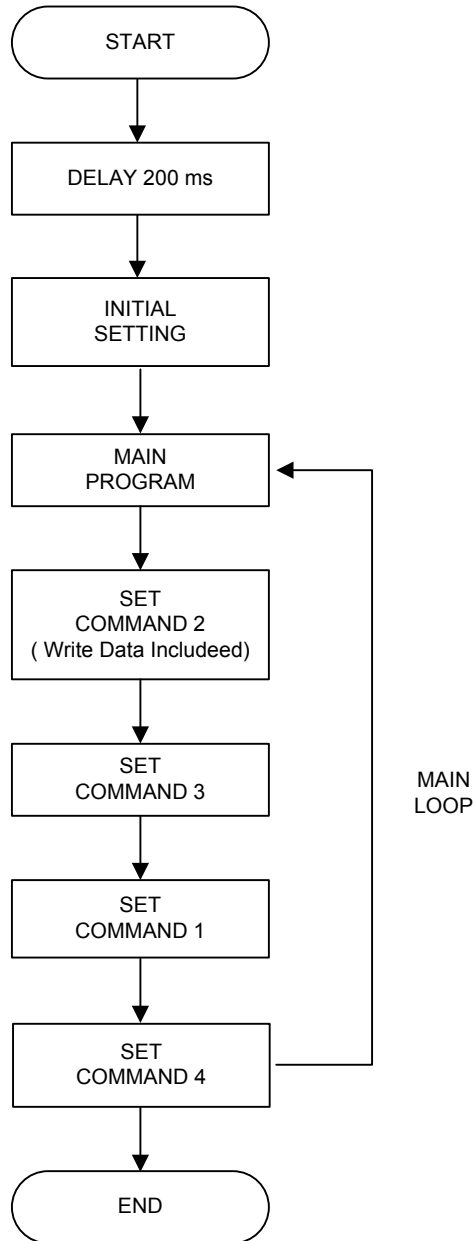 START
DELAY 200 ms
INITIAL
SETTING
MAIN
PROGRAM
SET
COMMAND 2
( Write Data Includeed)
SET
COMMAND 3
MAIN
LOOP
SET
COMMAND 1
SET
COMMAND 4
END